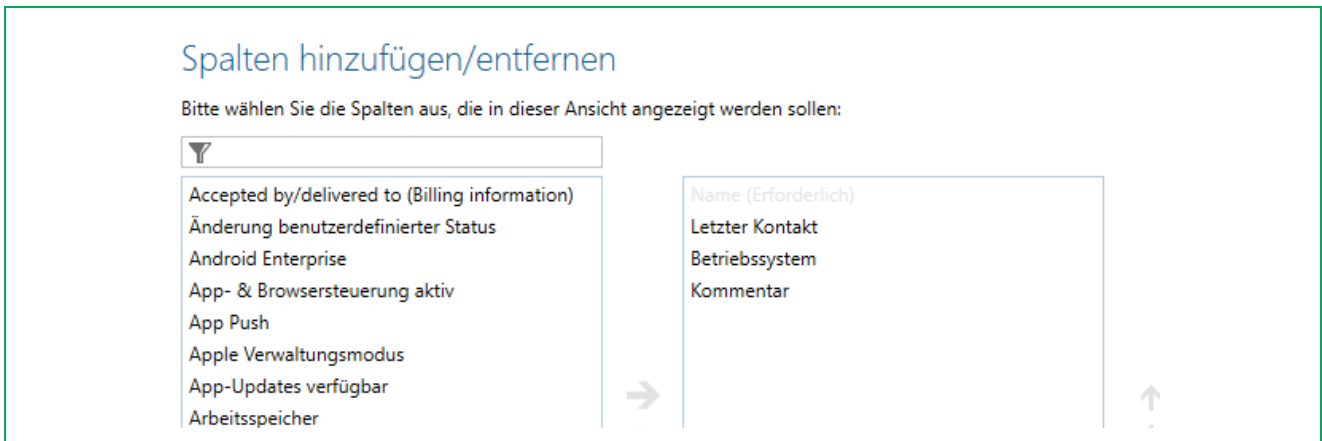 Spalten hinzufügen/entfernen
Bitte wählen Sie die Spalten aus, die in dieser Ansicht angezeigt werden sollen:
Accepted by/delivered to (Billing information)
Änderung benutzerdefinierter Status
Android Enterprise
App- & Browsersteuerung aktiv
App Push
Apple Verwaltungsmodus
App-Updates verfügbar
Arbeitsspeicher
Name (Erforderlich)
Letzter Kontakt
Betriebssystem
Kommentar